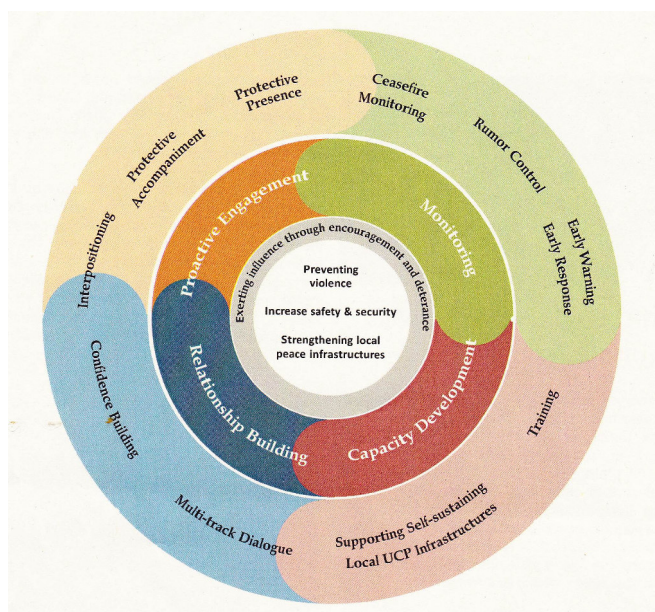 Protective
Presence
Ceasefire
Monitoring
Protective
Accompaniment
Rumor Control
Interpositioning
Early Warning
Early Response
Proactive Engagement
Monitoring
Exerting influence through encouragement and deterance
Preventing
violence
Increase safety & security
Strengthening local
peace infrastructures
Relationship Building
Capacity Development
Confidence Building
Training
Multi-track Dialogue
Supporting Self-sustaining
Local UCP Infrastructures